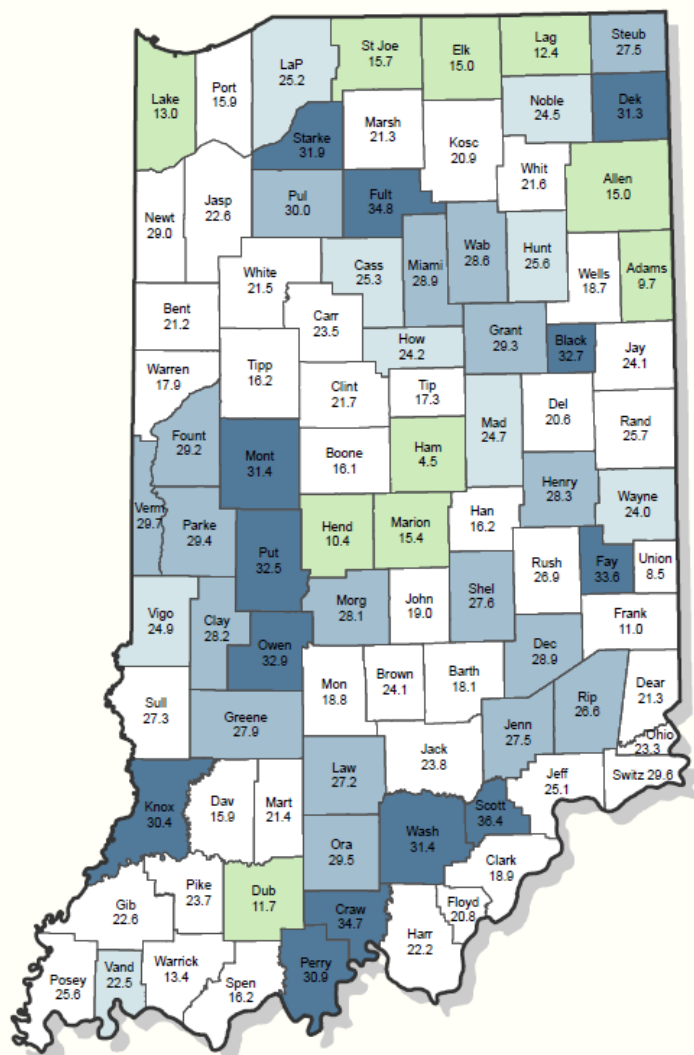 St Joe
15.7
Elk
15.0
Lag
12.4
Steub
27.5
LaP
25.2
Lake
13.0
Port
15.9
Noble
24.5
Dek
31.3
Marsh
21.3
Starke
31.9
Kosc
20.9
Whit
21.6
Allen
15.0
Jasp
22.6
Pul
30.0
Fult
34.8
Newt
29.0
Wab
28.6
Hunt
25.6
Miami
28.9
Cass
25.3
Wells
18.7
Adams
9.7
White
21.5
Bent
21.2
Carr
23.5
Grant
29.3
How
24.2
Black
32.7
Jay
24.1
Warren
17.9
Tipp
16.2
Clint
21.7
Tip
17.3
Mad
24.7
Del
20.6
Rand
25.7
Fount
29.2
Mont
31.4
Boone
16.1
Ham
4.5
Henry
28.3
Wayne
24.0
Verm
29.7
Parke
29.4
Put
32.5
Hend
10.4
Marion
15.4
Han
16.2
Rush
26.9
Fay
33.6
Union
8.5
Vigo
24.9
Clay
28.2
Owen
32.9
Morg
28.1
John
19.0
Shel
27.6
Frank
11.0
Dec
28.9
Sull
27.3
Mon
18.8
Brown
24.1
Barth
18.1
Dear
21.3
Rip
26.6
Greene
27.9
Jenn
27.5
Ohio
23.3
Jack
23.8
Law
27.2
Jeff
25.1
Switz 29.6
Knox
30.4
Dav
15.9
Mart
21.4
Scott
36.4
Wash
31.4
Ora
29.5
Clark
18.9
Pike
23.7
Dub
11.7
Gib
22.6
Craw
34.7
Floyd
20.8
Harr
22.2
Perry
30.9
Posey
25.6
Vand
22.5
Warrick
13.4
Spen
16.2